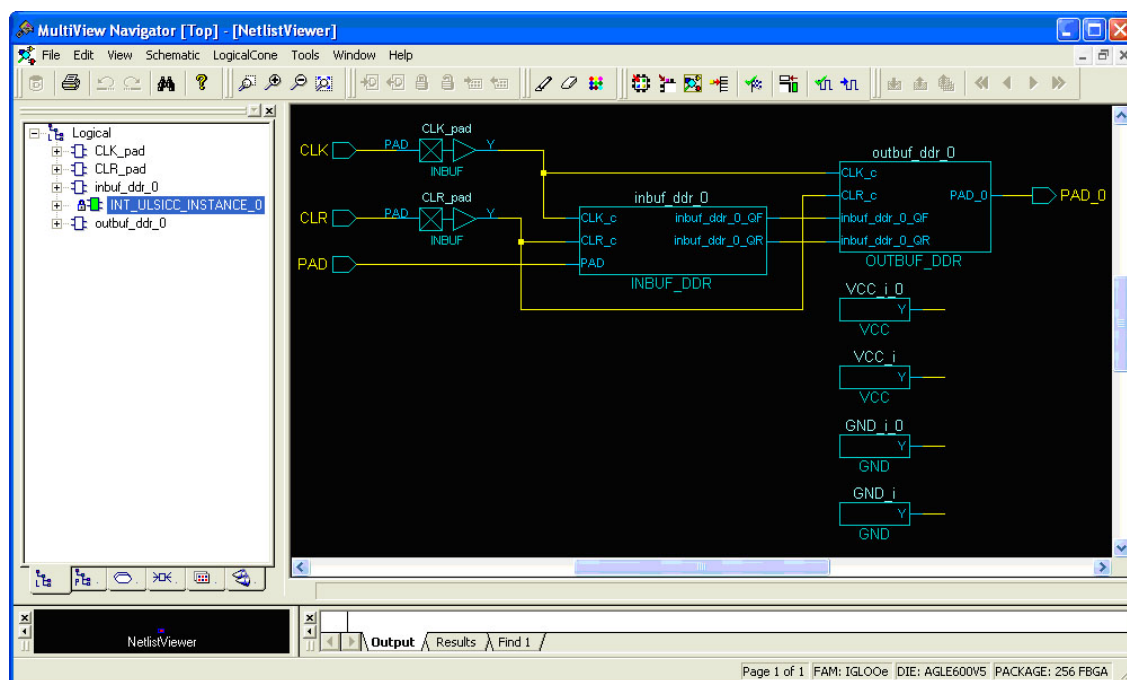 MultiView Navigator [Top] - [NetlistViewer]
File Edit View Schematic LogicalCone Tools Window Help
Logical
CLK_pad
CLR_pad
inbuf_ddr_0
INT_ULSICC_INSTANCE_0
outbuf_ddr_0
CLK_pad
CLK PAD Y
INBUF
CLR_pad
CLR PAD Y
INBUF
PAD
inbuf_ddr_0
CLK_c inbuf_ddr_0_QF
CLR_c inbuf_ddr_0_QR
PAD
INBUF_DDR
outbuf_ddr_0
CLK_c
CLR_c PAD_0 PAD_0
inbuf_ddr_0_QF
inbuf_ddr_0_QR
OUTBUF_DDR
VCC_i_0
Y
VCC
VCC_i
Y
VCC
GND_i_0
Y
GND
GND_i
Y
GND
NetlistViewer
Output Results Find 1
Page 1 of 1 FAM: IGLOOe DIE: AGLE600V5 PACKAGE: 256 FBGA